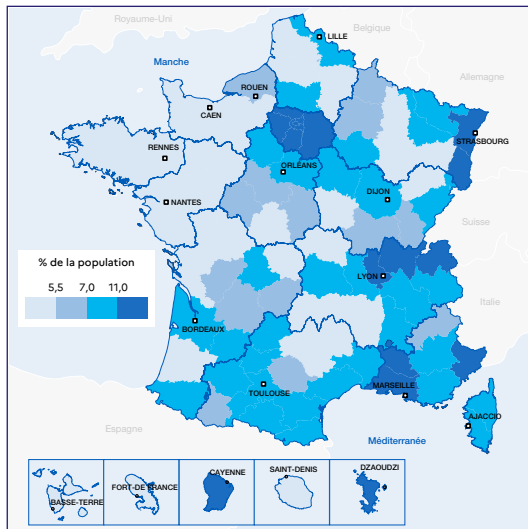 Royaume-Uni
Belgique
LILLE
Manche
Allemagne
ROUEN
CAEN
STRASBOURG
RENNES
ORLÉANS
DIJON
NANTES
Suisse
% de la population
5,5 7,0 11,0
LYON
Italie
BORDEAUX
TOULOUSE
MARSEILLE
AJACCIO
Espagne
Méditerranée
CAYENNE
SAINT-DENIS
DZAOUDZI
FORT-DE-FRANCE
BASSE-TERRE